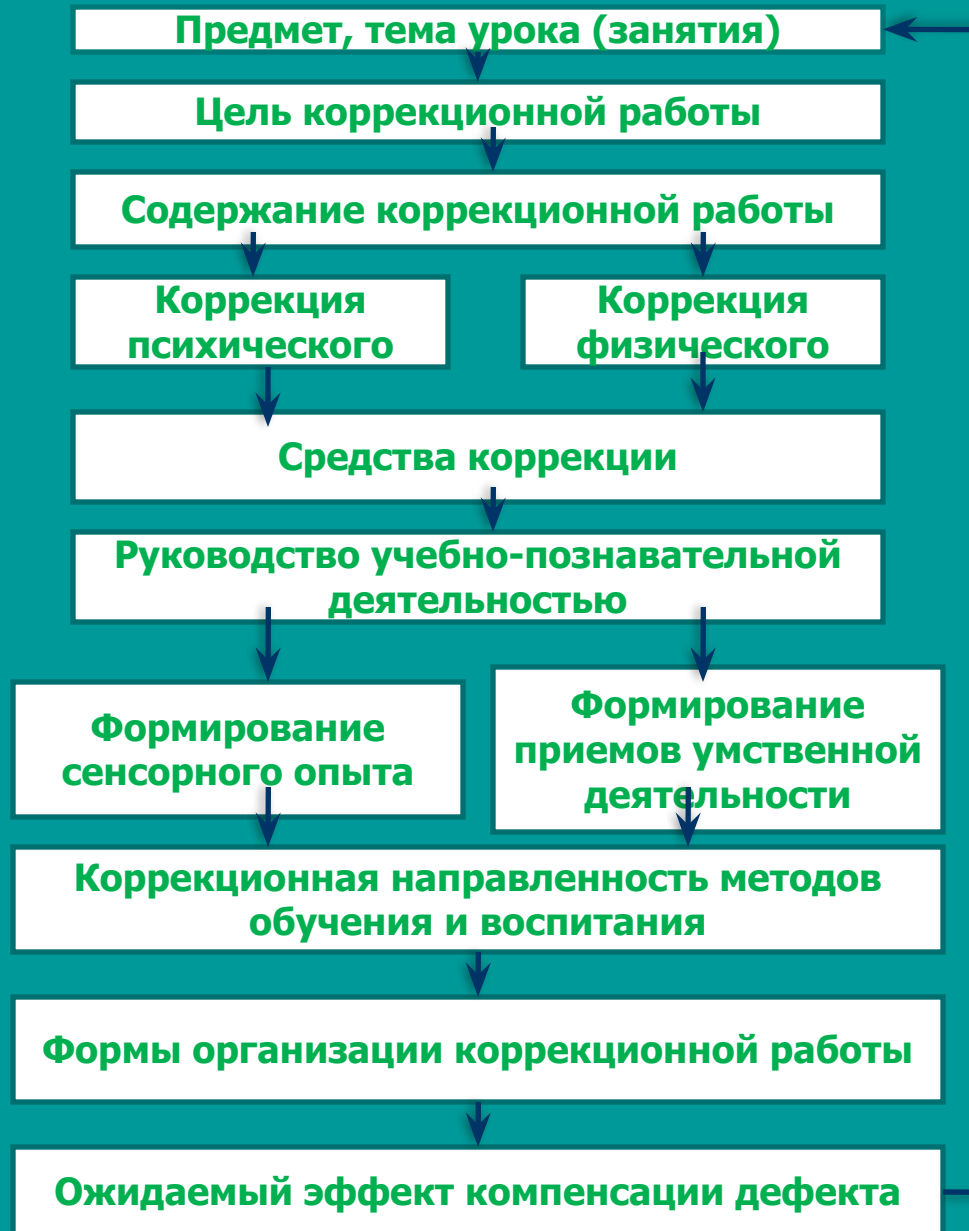 Предмет, тема урока (занятия)
Цель коррекционной работы
Содержание коррекционной работы
Коррекция
психического
Коррекция
физического
Средства коррекции
Руководство учебно-познавательной
деятельностью
Формирование
сенсорного опыта
Формирование
приемов умственной
деятельности
Коррекционная направленность методов
обучения и воспитания
Формы организации коррекционной работы
Ожидаемый эффект компенсации дефекта